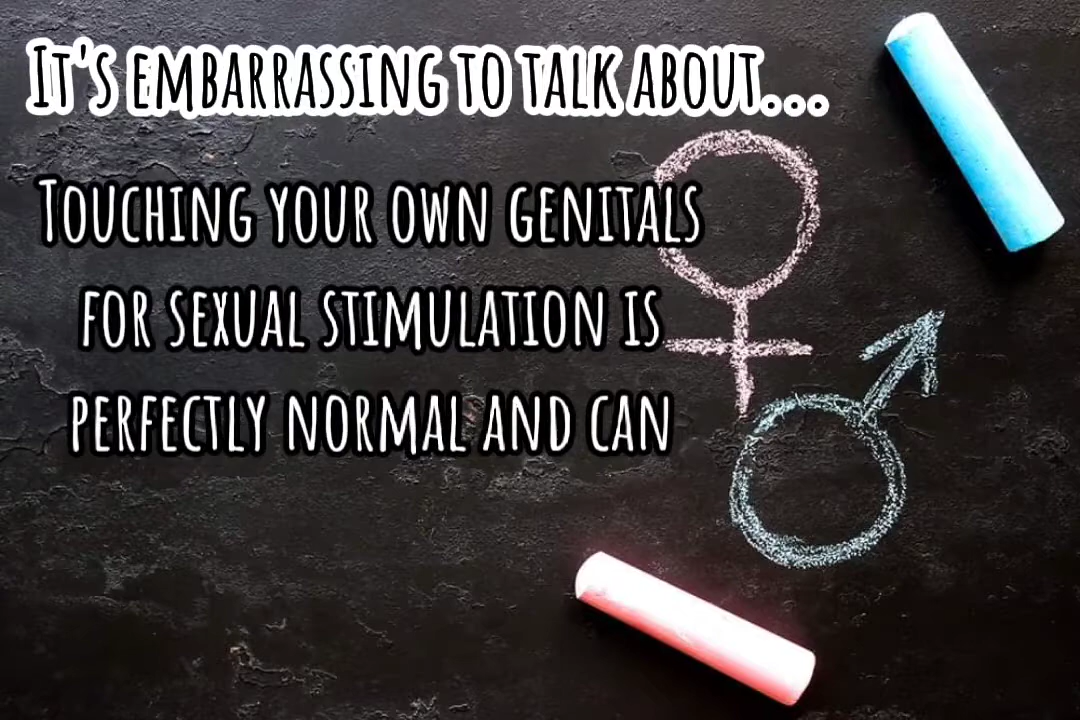 It's embarrassing to talk about...
Touching your own genitals
for sexual stimulation is
perfectly normal and can